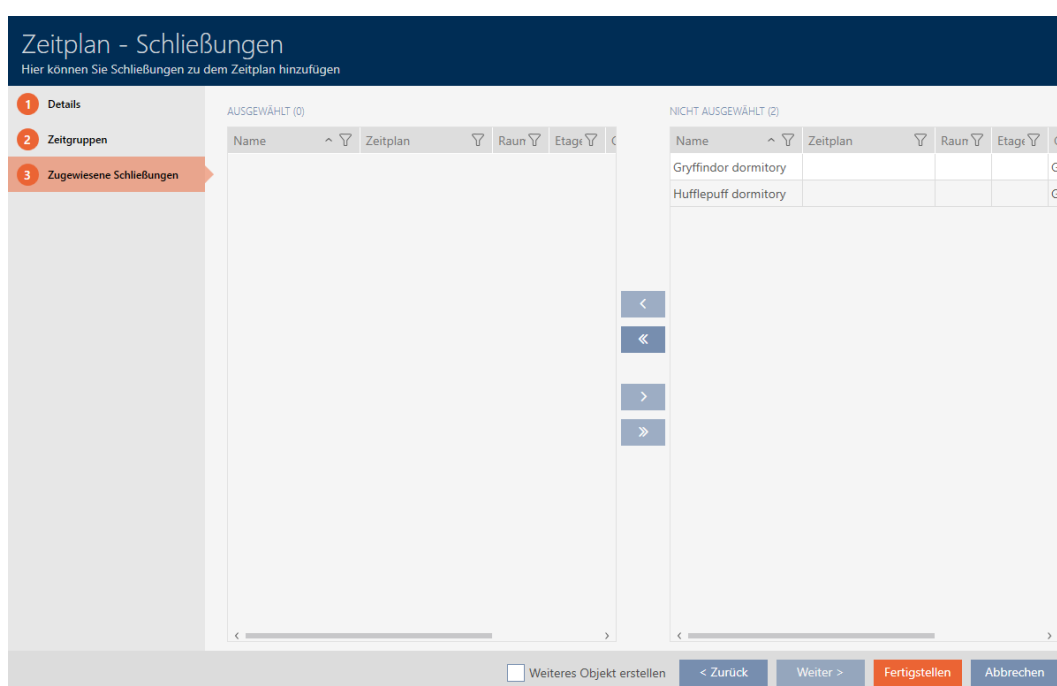 Zeitplan - Schließungen
Hier können Sie Schließungen zu dem Zeitplan hinzufügen
1 Details
2 Zeitgruppen
3 Zugewiesene Schließungen
AUSGEWÄHLT (0)
Name Zeitplan Raun Etage
NICHT AUSGEWÄHLT (2)
Name Zeitplan Raun Etage
Gryffindor dormitory G
Hufflepuff dormitory G
Weiteres Objekt erstellen
< Zurück
Weiter >
Fertigstellen
Abbrechen